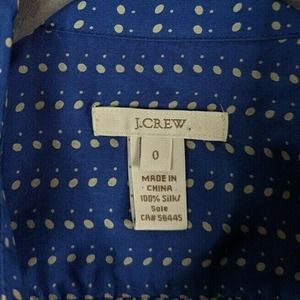 J.CREW
0
MADE IN
CHINA
100% Silk/
Soie
CA# 56445